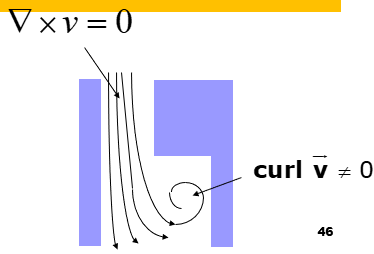 ∇ × v = 0
curl v⃗ ≠ 0
46